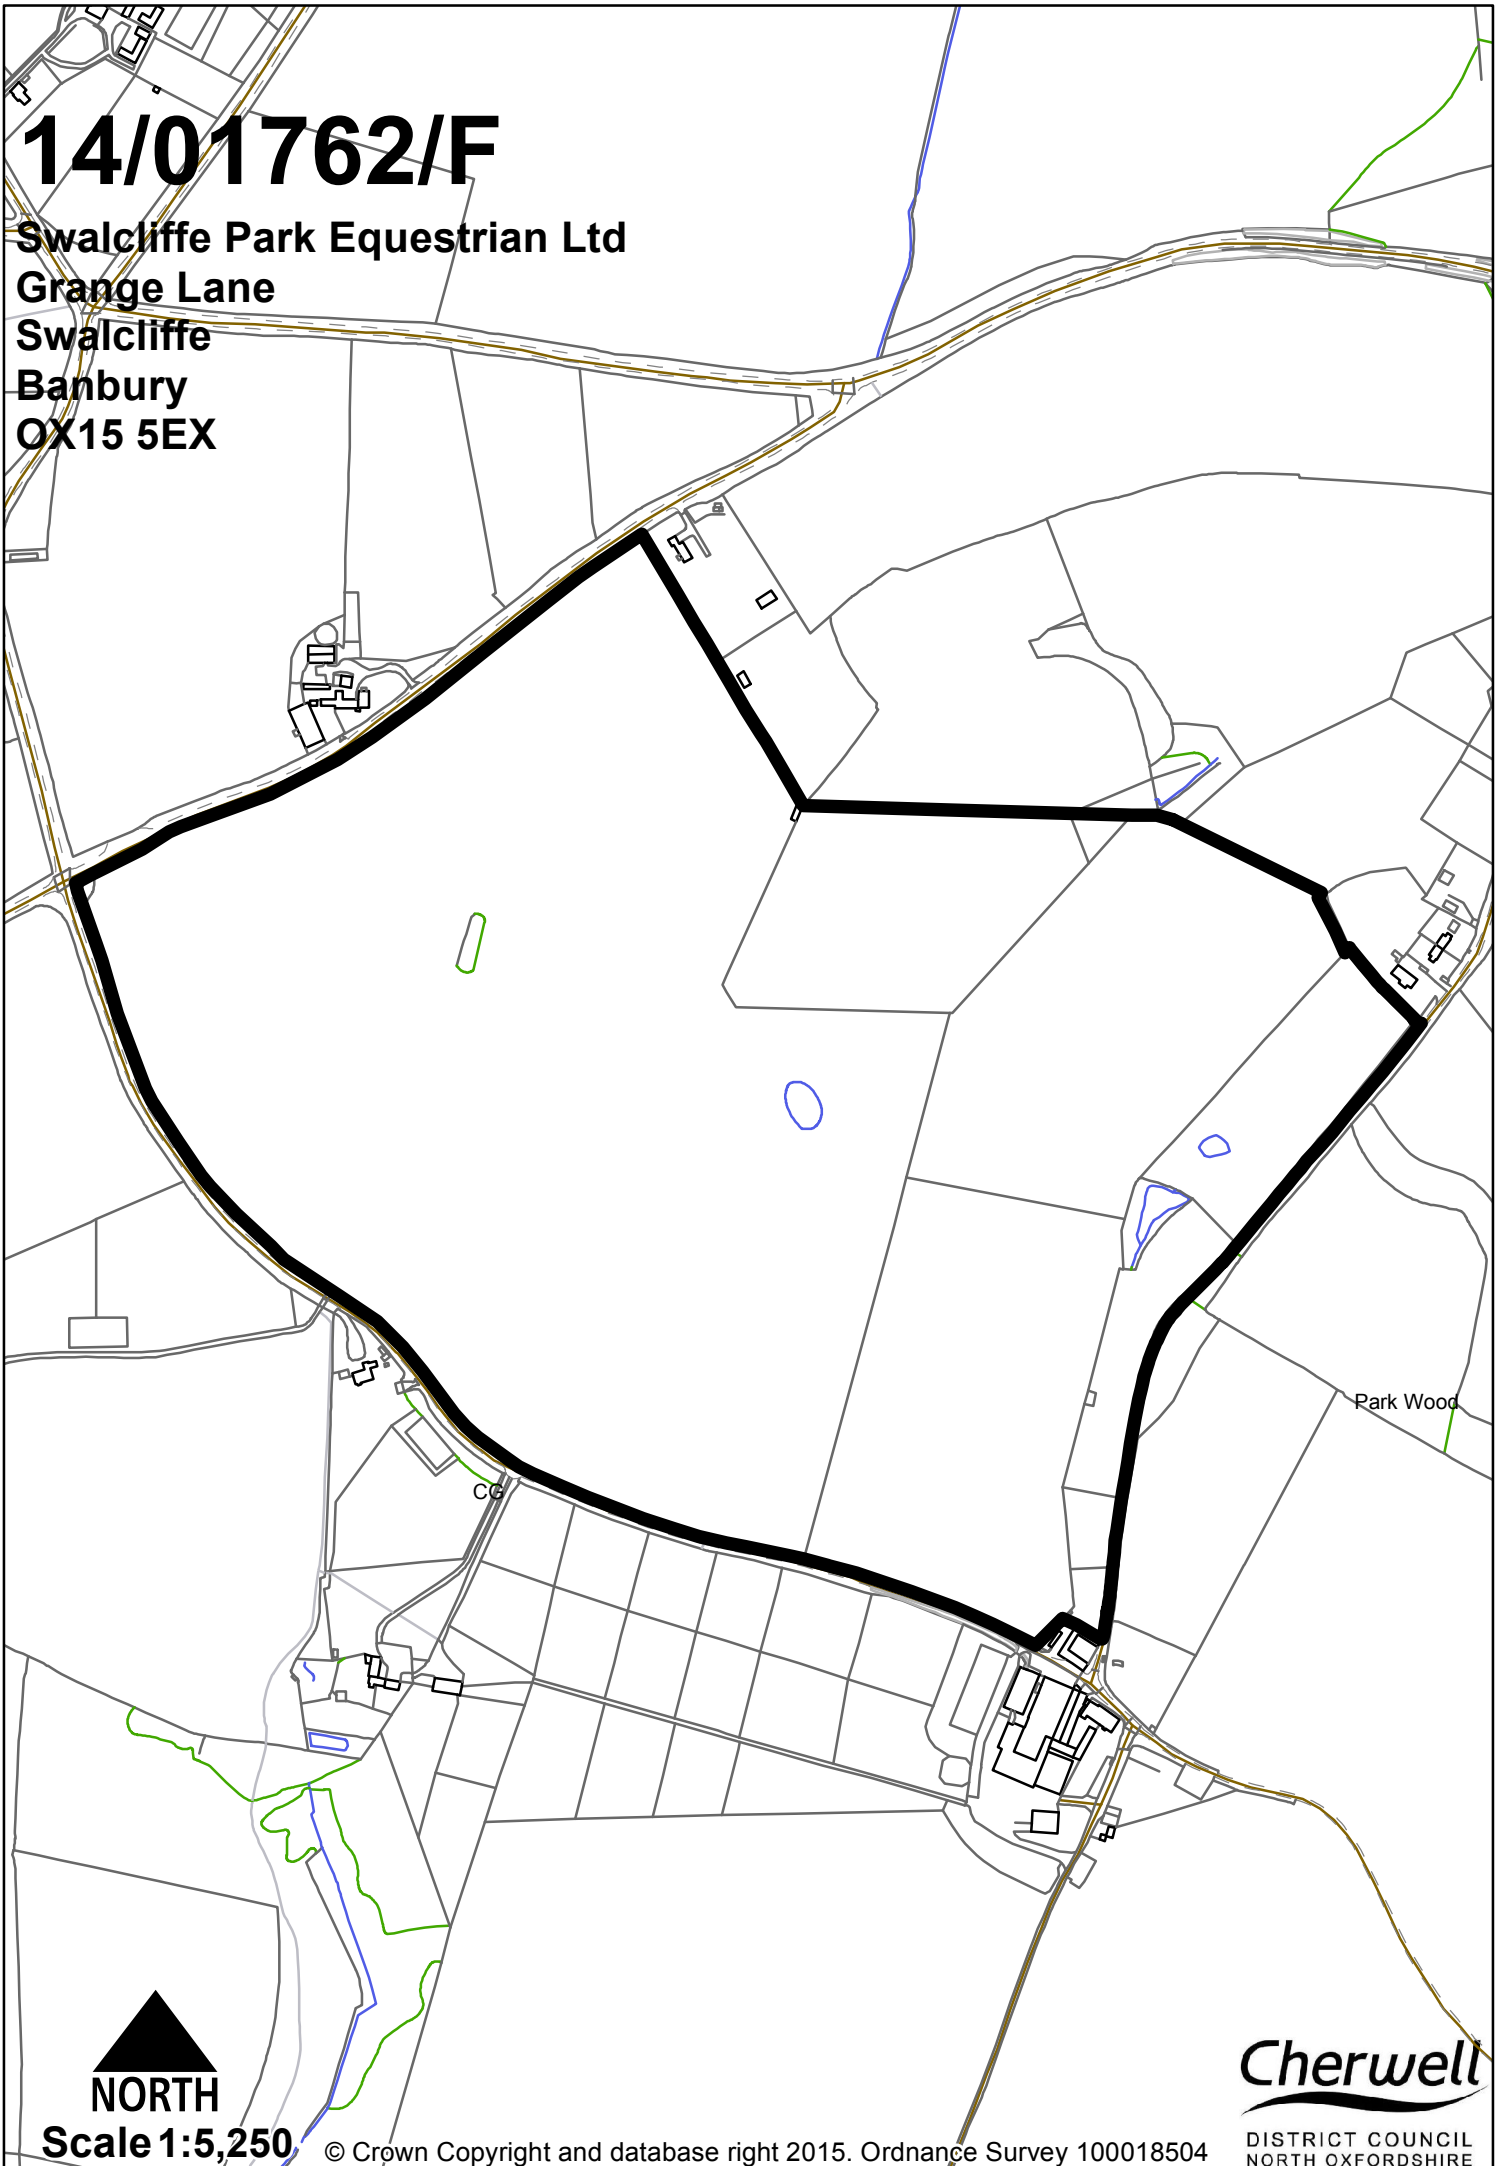 14/01762/F
Swalcliffe Park Equestrian Ltd
Grange Lane
Swalcliffe
Banbury
OX15 5EX
Park Wood
CG
NORTH
Scale 1:5,250
© Crown Copyright and database right 2015. Ordnance Survey 100018504
Cherwell
DISTRICT COUNCIL
NORTH OXFORDSHIRE